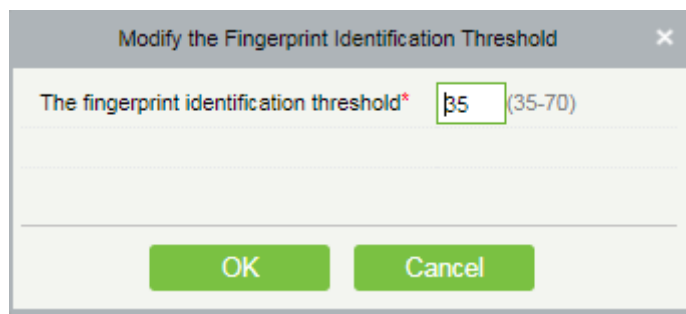 Modify the Fingerprint Identification Threshold ×
The fingerprint identification threshold* 35 (35-70)
OK Cancel